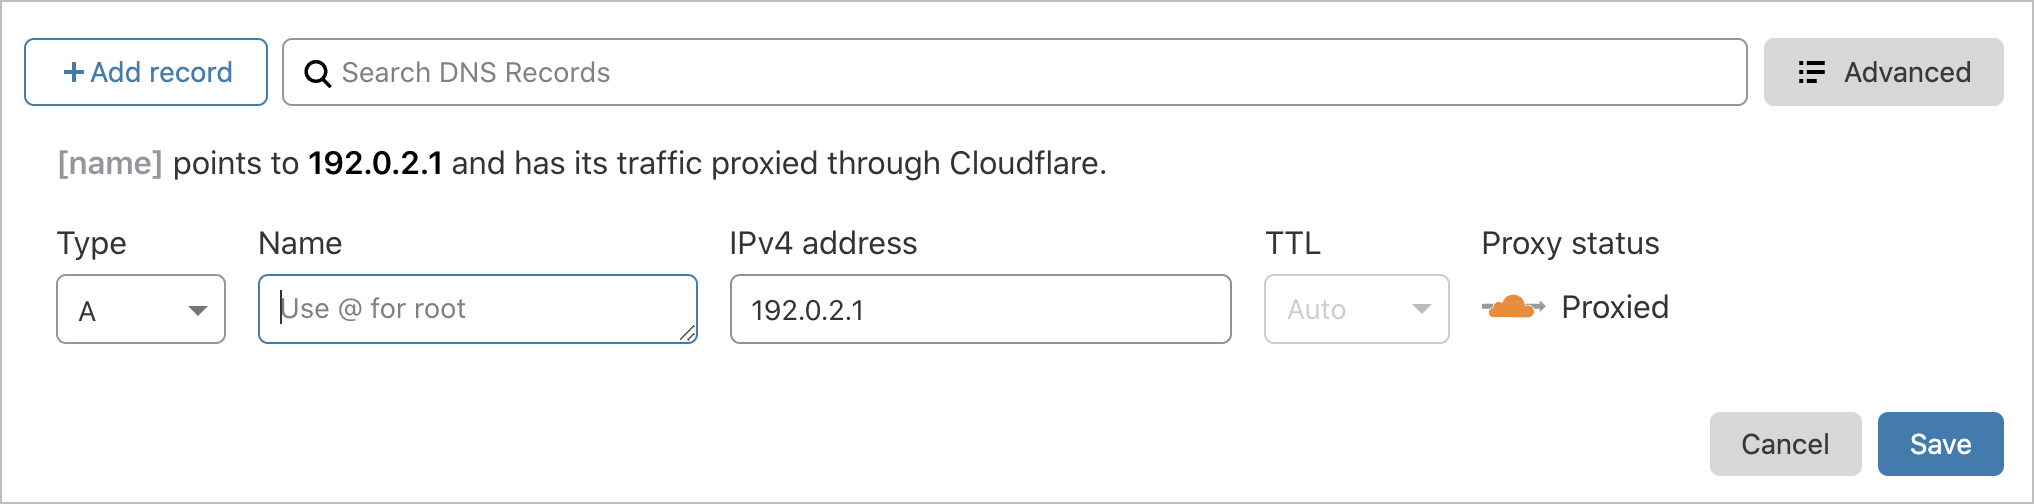 + Add record
Search DNS Records
Advanced
[name] points to 192.0.2.1 and has its traffic proxied through Cloudflare.
Type
Name
IPv4 address
TTL
Proxy status
A
Use @ for root
192.0.2.1
Auto
Proxied
Cancel
Save